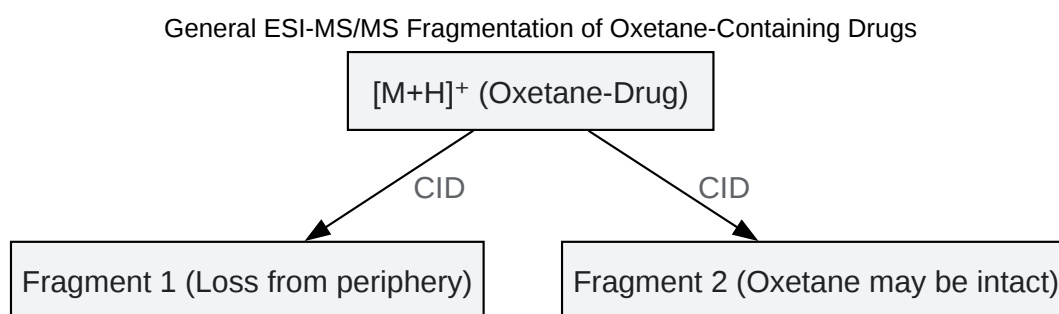 General ESI-MS/MS Fragmentation of Oxetane-Containing Drugs
[M+H]⁺ (Oxetane-Drug)
CID
CID
Fragment 1 (Loss from periphery)
Fragment 2 (Oxetane may be intact)